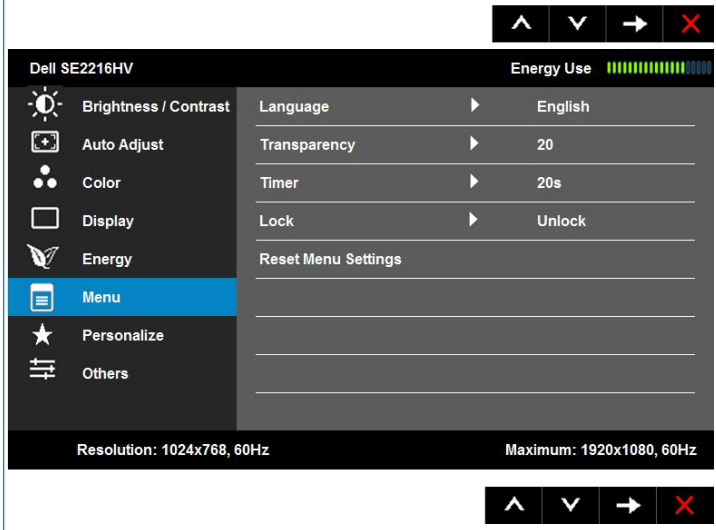 Dell SE2216HV Energy Use
Brightness / Contrast Language English
Auto Adjust Transparency 20
Color Timer 20s
Display Lock Unlock
Energy Reset Menu Settings
Menu
Personalize
Others
Resolution: 1024x768, 60Hz Maximum: 1920x1080, 60Hz